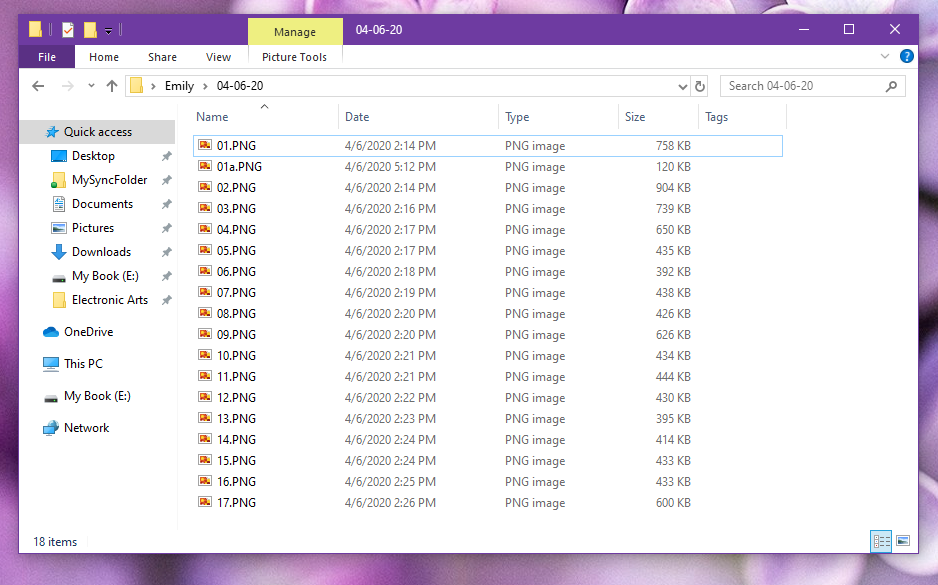 Manage
04-06-20
File
Home
Share
View
Picture Tools
?
Emily
04-06-20
Search 04-06-20
Name
Date
Type
Size
Tags
Quick access
Desktop
MySyncFolder
Documents
Pictures
Downloads
My Book (E:)
Electronic Arts
OneDrive
This PC
My Book (E:)
Network
01.PNG 4/6/2020 2:14 PM PNG image 758 KB
01a.PNG 4/6/2020 5:12 PM PNG image 120 KB
02.PNG 4/6/2020 2:14 PM PNG image 904 KB
03.PNG 4/6/2020 2:16 PM PNG image 739 KB
04.PNG 4/6/2020 2:17 PM PNG image 650 KB
05.PNG 4/6/2020 2:17 PM PNG image 435 KB
06.PNG 4/6/2020 2:18 PM PNG image 392 KB
07.PNG 4/6/2020 2:19 PM PNG image 438 KB
08.PNG 4/6/2020 2:20 PM PNG image 426 KB
09.PNG 4/6/2020 2:20 PM PNG image 626 KB
10.PNG 4/6/2020 2:21 PM PNG image 434 KB
11.PNG 4/6/2020 2:21 PM PNG image 444 KB
12.PNG 4/6/2020 2:22 PM PNG image 430 KB
13.PNG 4/6/2020 2:23 PM PNG image 395 KB
14.PNG 4/6/2020 2:24 PM PNG image 414 KB
15.PNG 4/6/2020 2:24 PM PNG image 433 KB
16.PNG 4/6/2020 2:25 PM PNG image 433 KB
17.PNG 4/6/2020 2:26 PM PNG image 600 KB
18 items